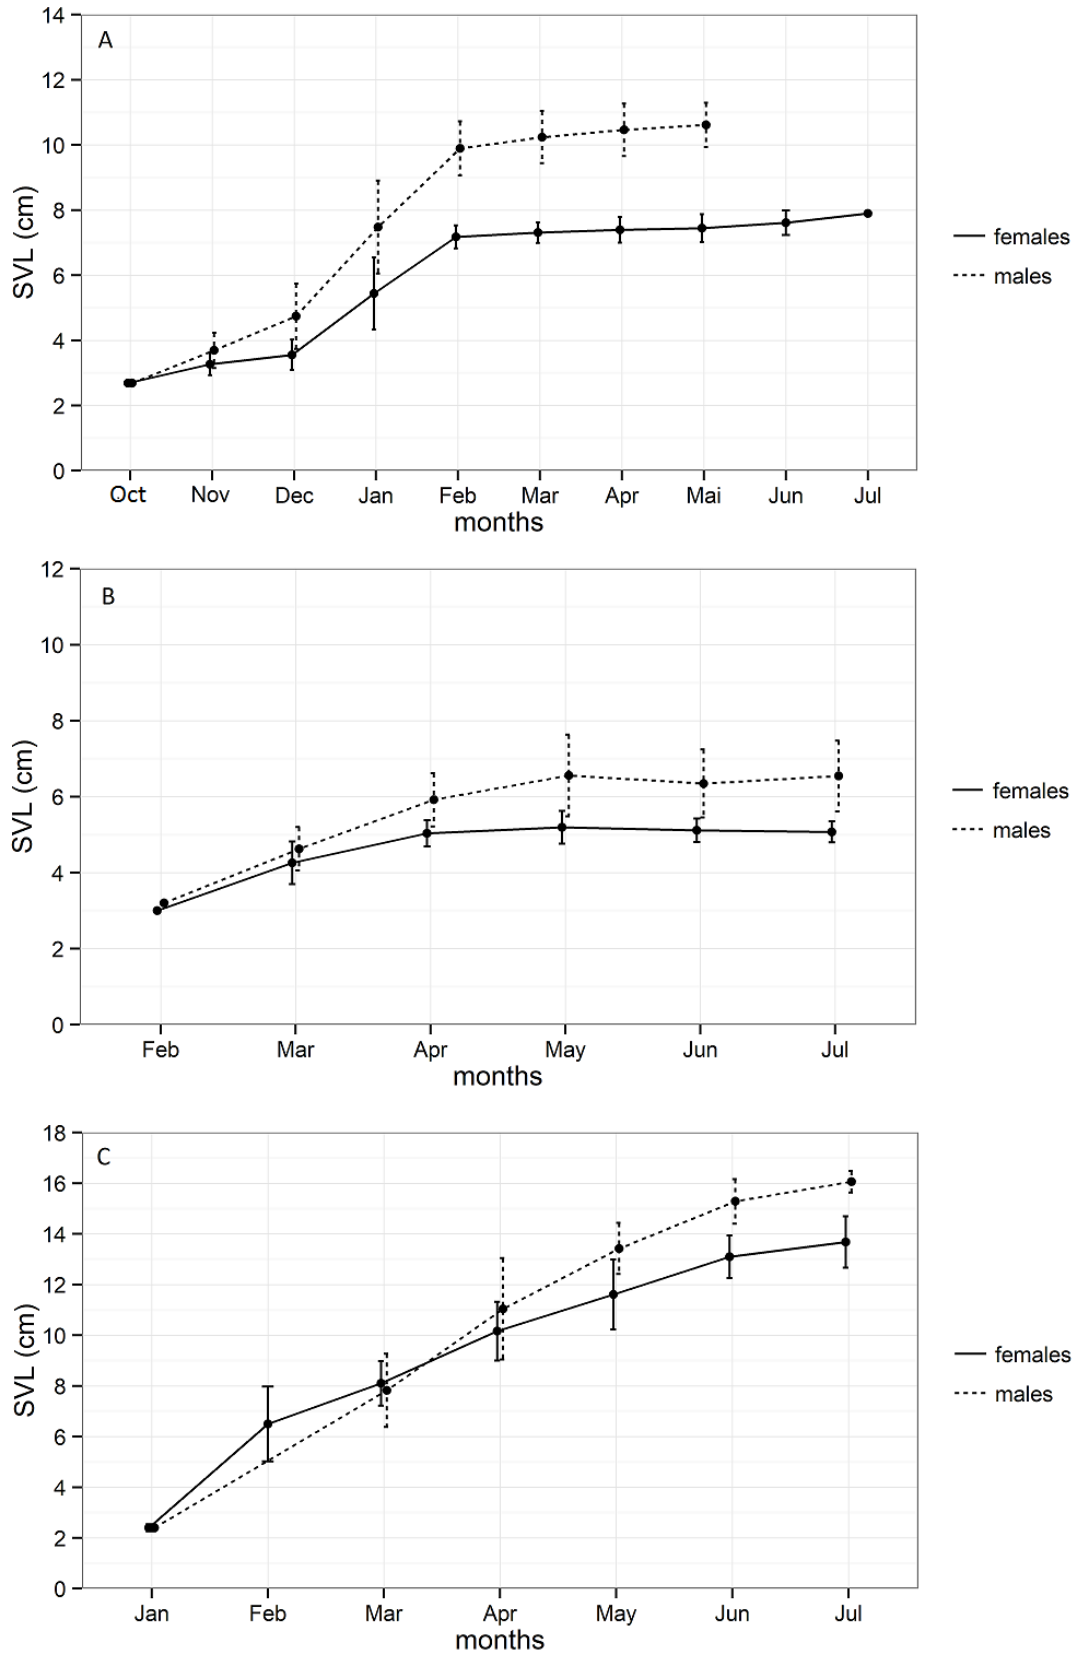 A
14
12
10
8
6
4
2
0
SVL (cm)
Oct Nov Dec Jan Feb Mar Apr Mai Jun Jul
months
females
males
B
12
10
8
6
4
2
0
SVL (cm)
Feb Mar Apr May Jun Jul
months
females
males
C
18
16
14
12
10
8
6
4
2
0
SVL (cm)
Jan Feb Mar Apr May Jun Jul
months
females
males